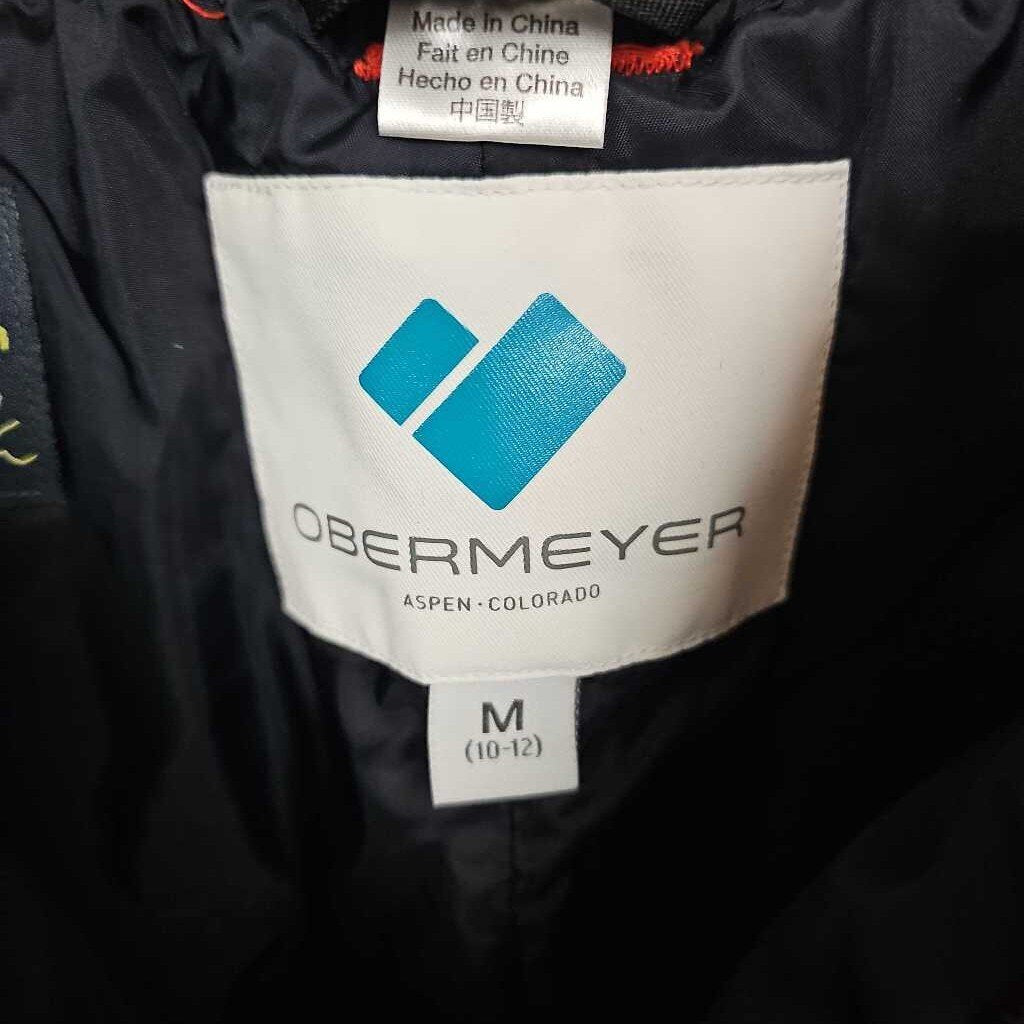 Made in China
Fait en Chine
Hecho en China
中国製
OBERMEYER
ASPEN · COLORADO
M
(10-12)